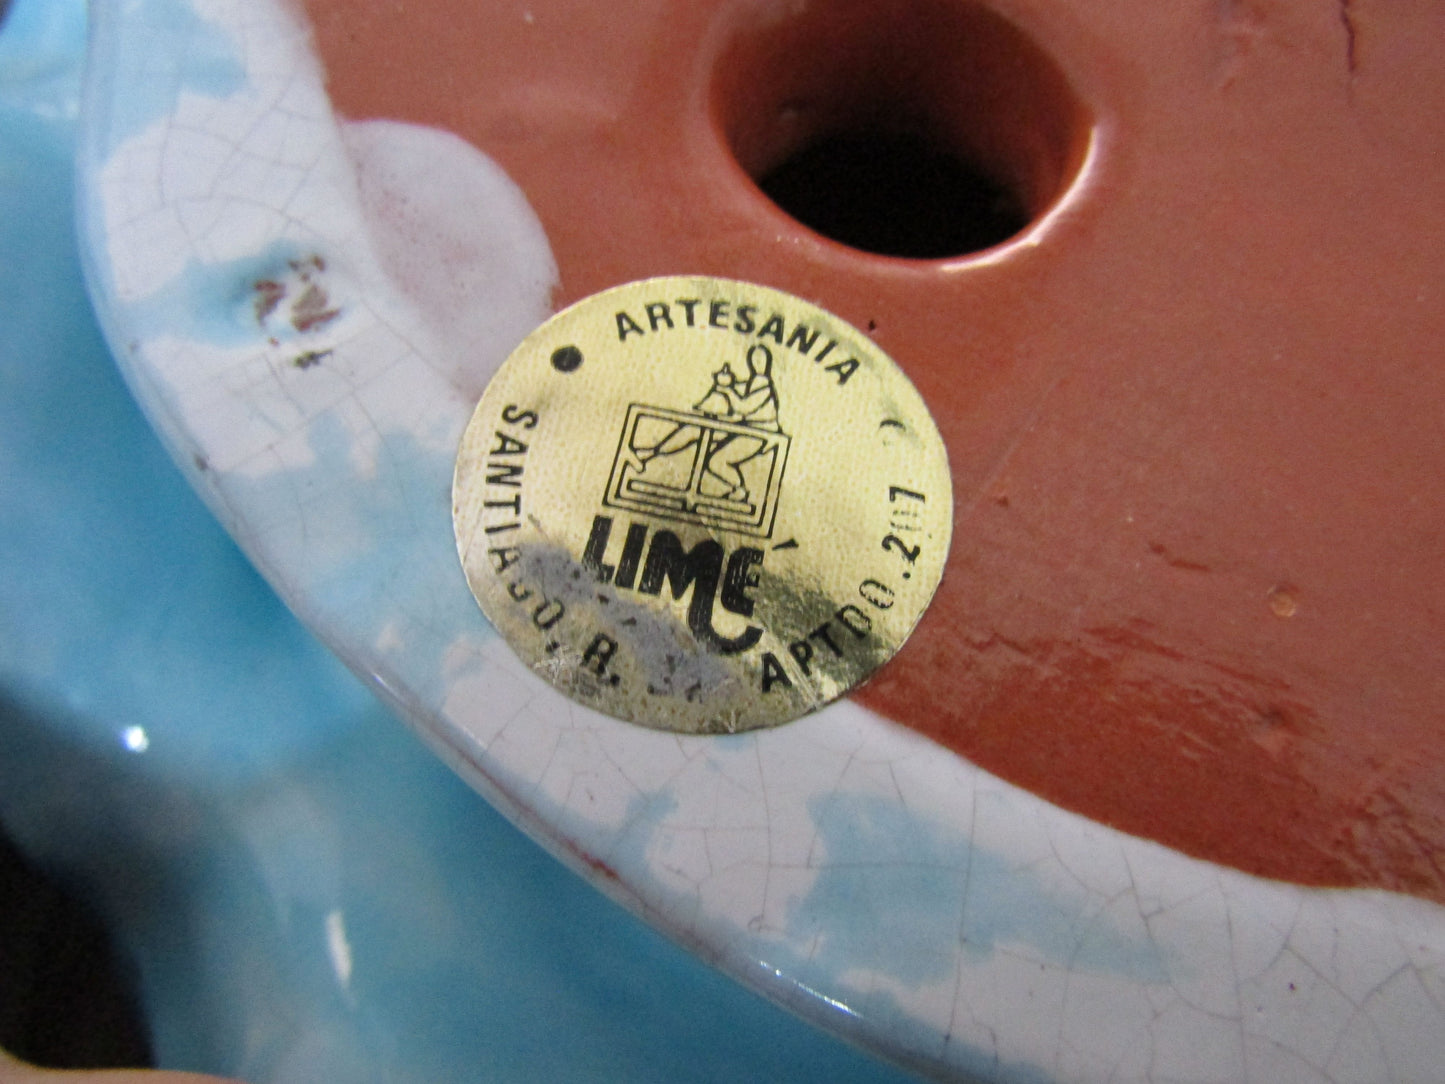 ARTESANIA
LIMÉ
SANTIAGO, R.
APTDO. 207